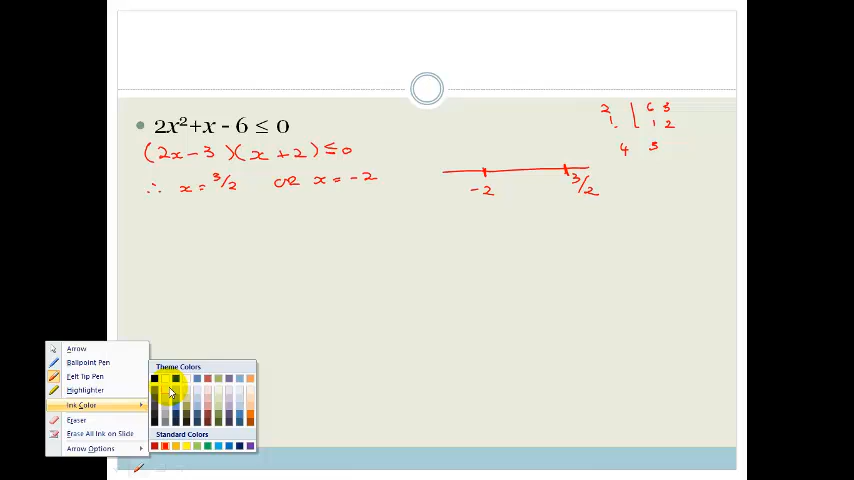 2x²+x - 6 ≤ 0
(2x - 3)(x + 2) ≤ 0
∴ x = 3/2 or x = -2
-2 3/2
2 6 3
1 1 2
4 3
Arrow
Ballpoint Pen
Felt Tip Pen
Highlighter
Ink Color
Eraser
Erase All Ink on Slide
Arrow Options
Theme Colors
Standard Colors